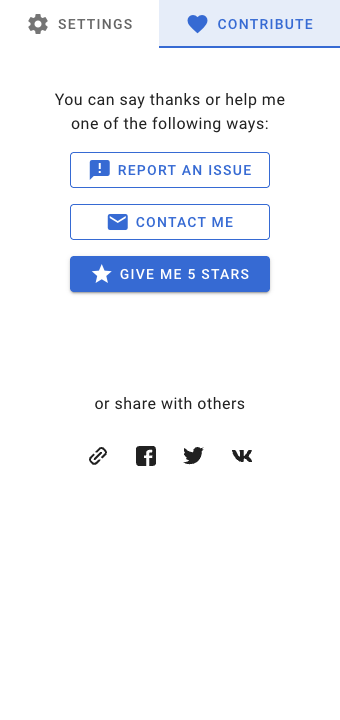 SETTINGS
CONTRIBUTE
You can say thanks or help me
one of the following ways:
REPORT AN ISSUE
CONTACT ME
GIVE ME 5 STARS
or share with others